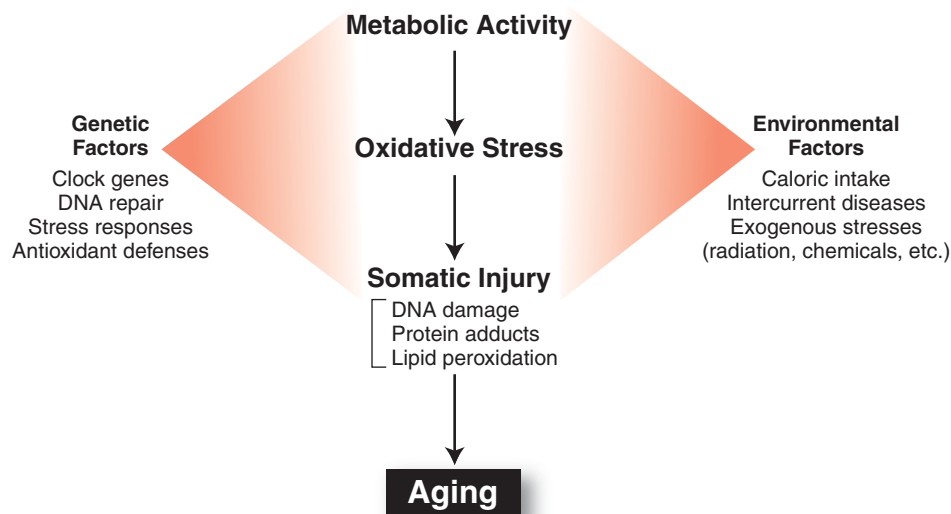 Metabolic Activity
Genetic
Factors
Clock genes
DNA repair
Stress responses
Antioxidant defenses
Oxidative Stress
Environmental
Factors
Caloric intake
Intercurrent diseases
Exogenous stresses
(radiation, chemicals, etc.)
Somatic Injury
DNA damage
Protein adducts
Lipid peroxidation
Aging